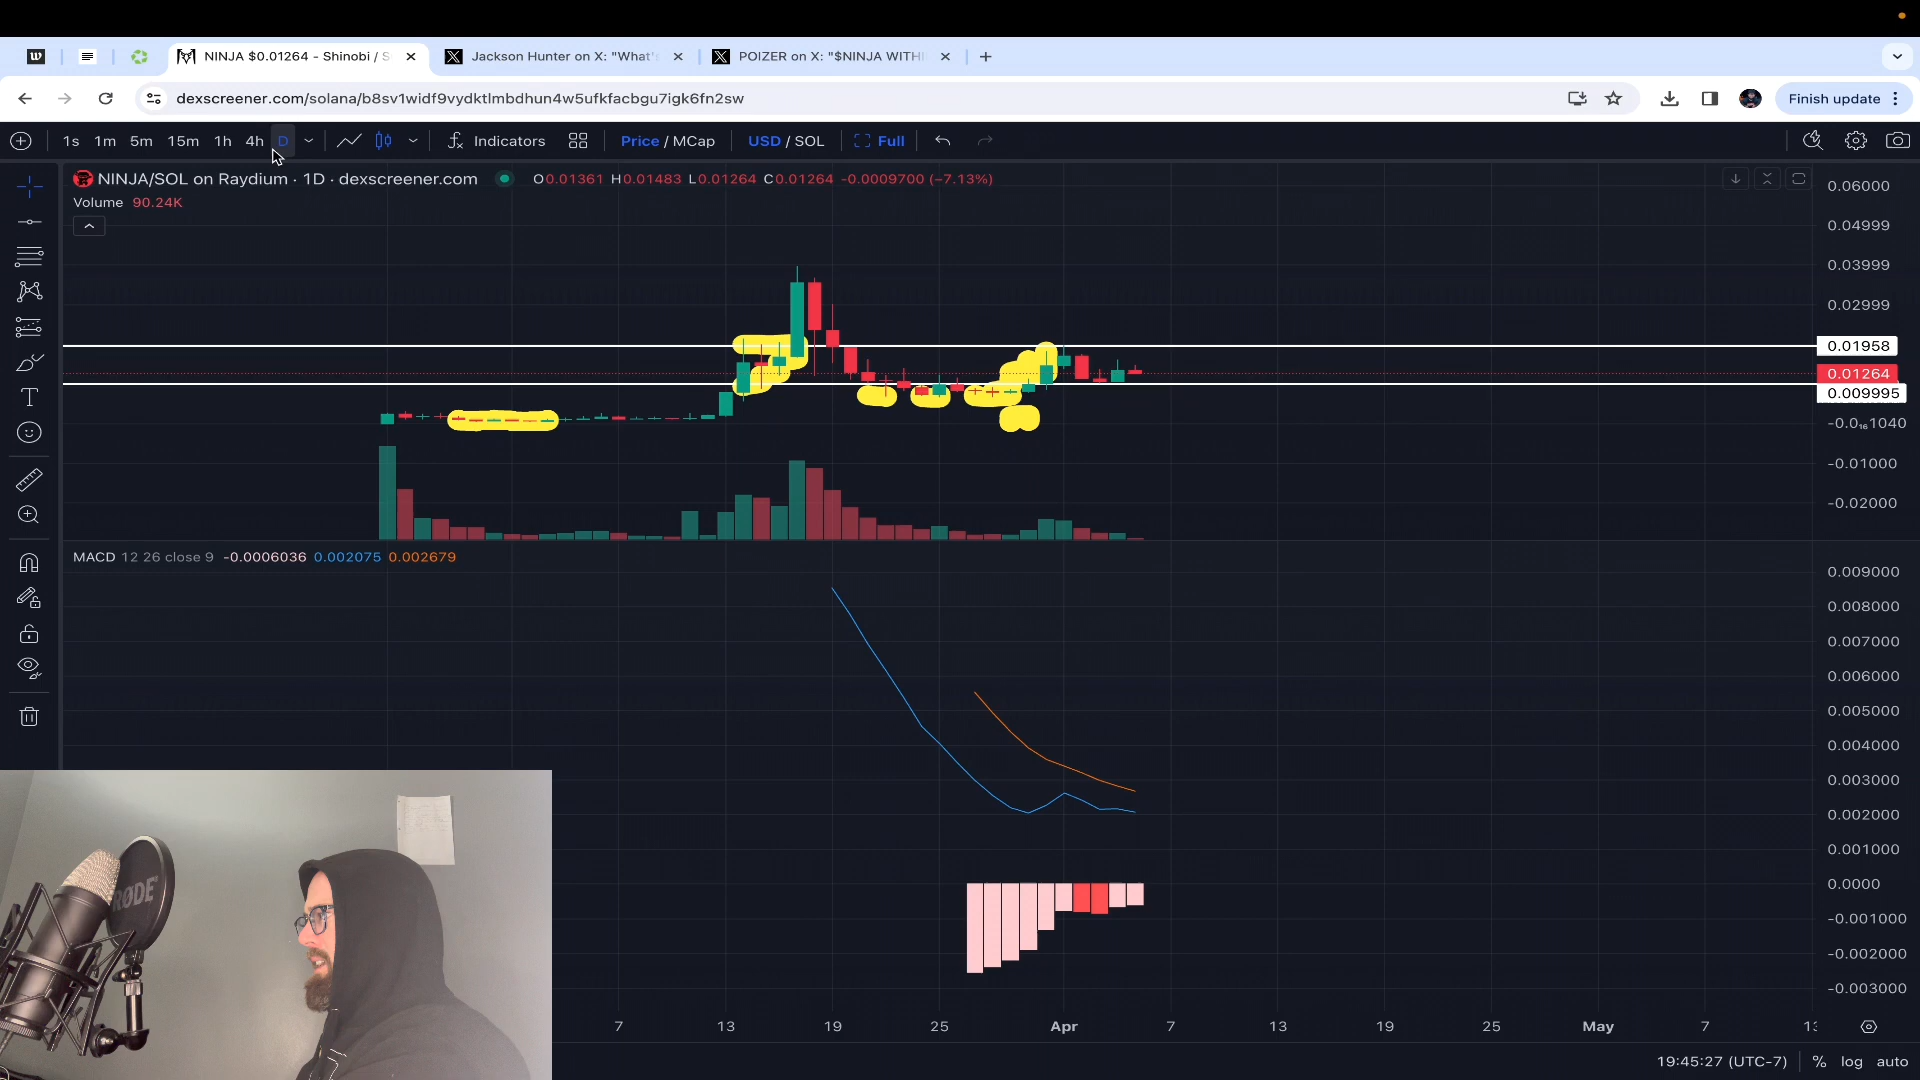 NINJA $0.01264 - Shinobi / S
Jackson Hunter on X: "What'
POIZER on X: "$NINJA WITH
dexscreener.com/solana/b8sv1widf9vydktlmbdhun4w5ufkfacbgu7igk6fn2sw
Finish update
1s 1m 5m 15m 1h 4h D Indicators Price / MCap USD / SOL Full
NINJA/SOL on Raydium · 1D · dexscreener.com O0.01361 H0.01483 L0.01264 C0.01264 -0.0009700 (−7.13%)
Volume 90.24K
0.06000
0.04999
0.03999
0.02999
0.01958
0.01264
0.009995
-0.0₁₆1040
-0.01000
-0.02000
MACD 12 26 close 9 -0.0006036 0.002075 0.002679
0.009000
0.008000
0.007000
0.006000
0.005000
0.004000
0.003000
0.002000
0.001000
0.0000
-0.001000
-0.002000
-0.003000
RØDE
7 13 19 25 Apr 7 13 19 25 May 7
19:45:27 (UTC-7) % log auto